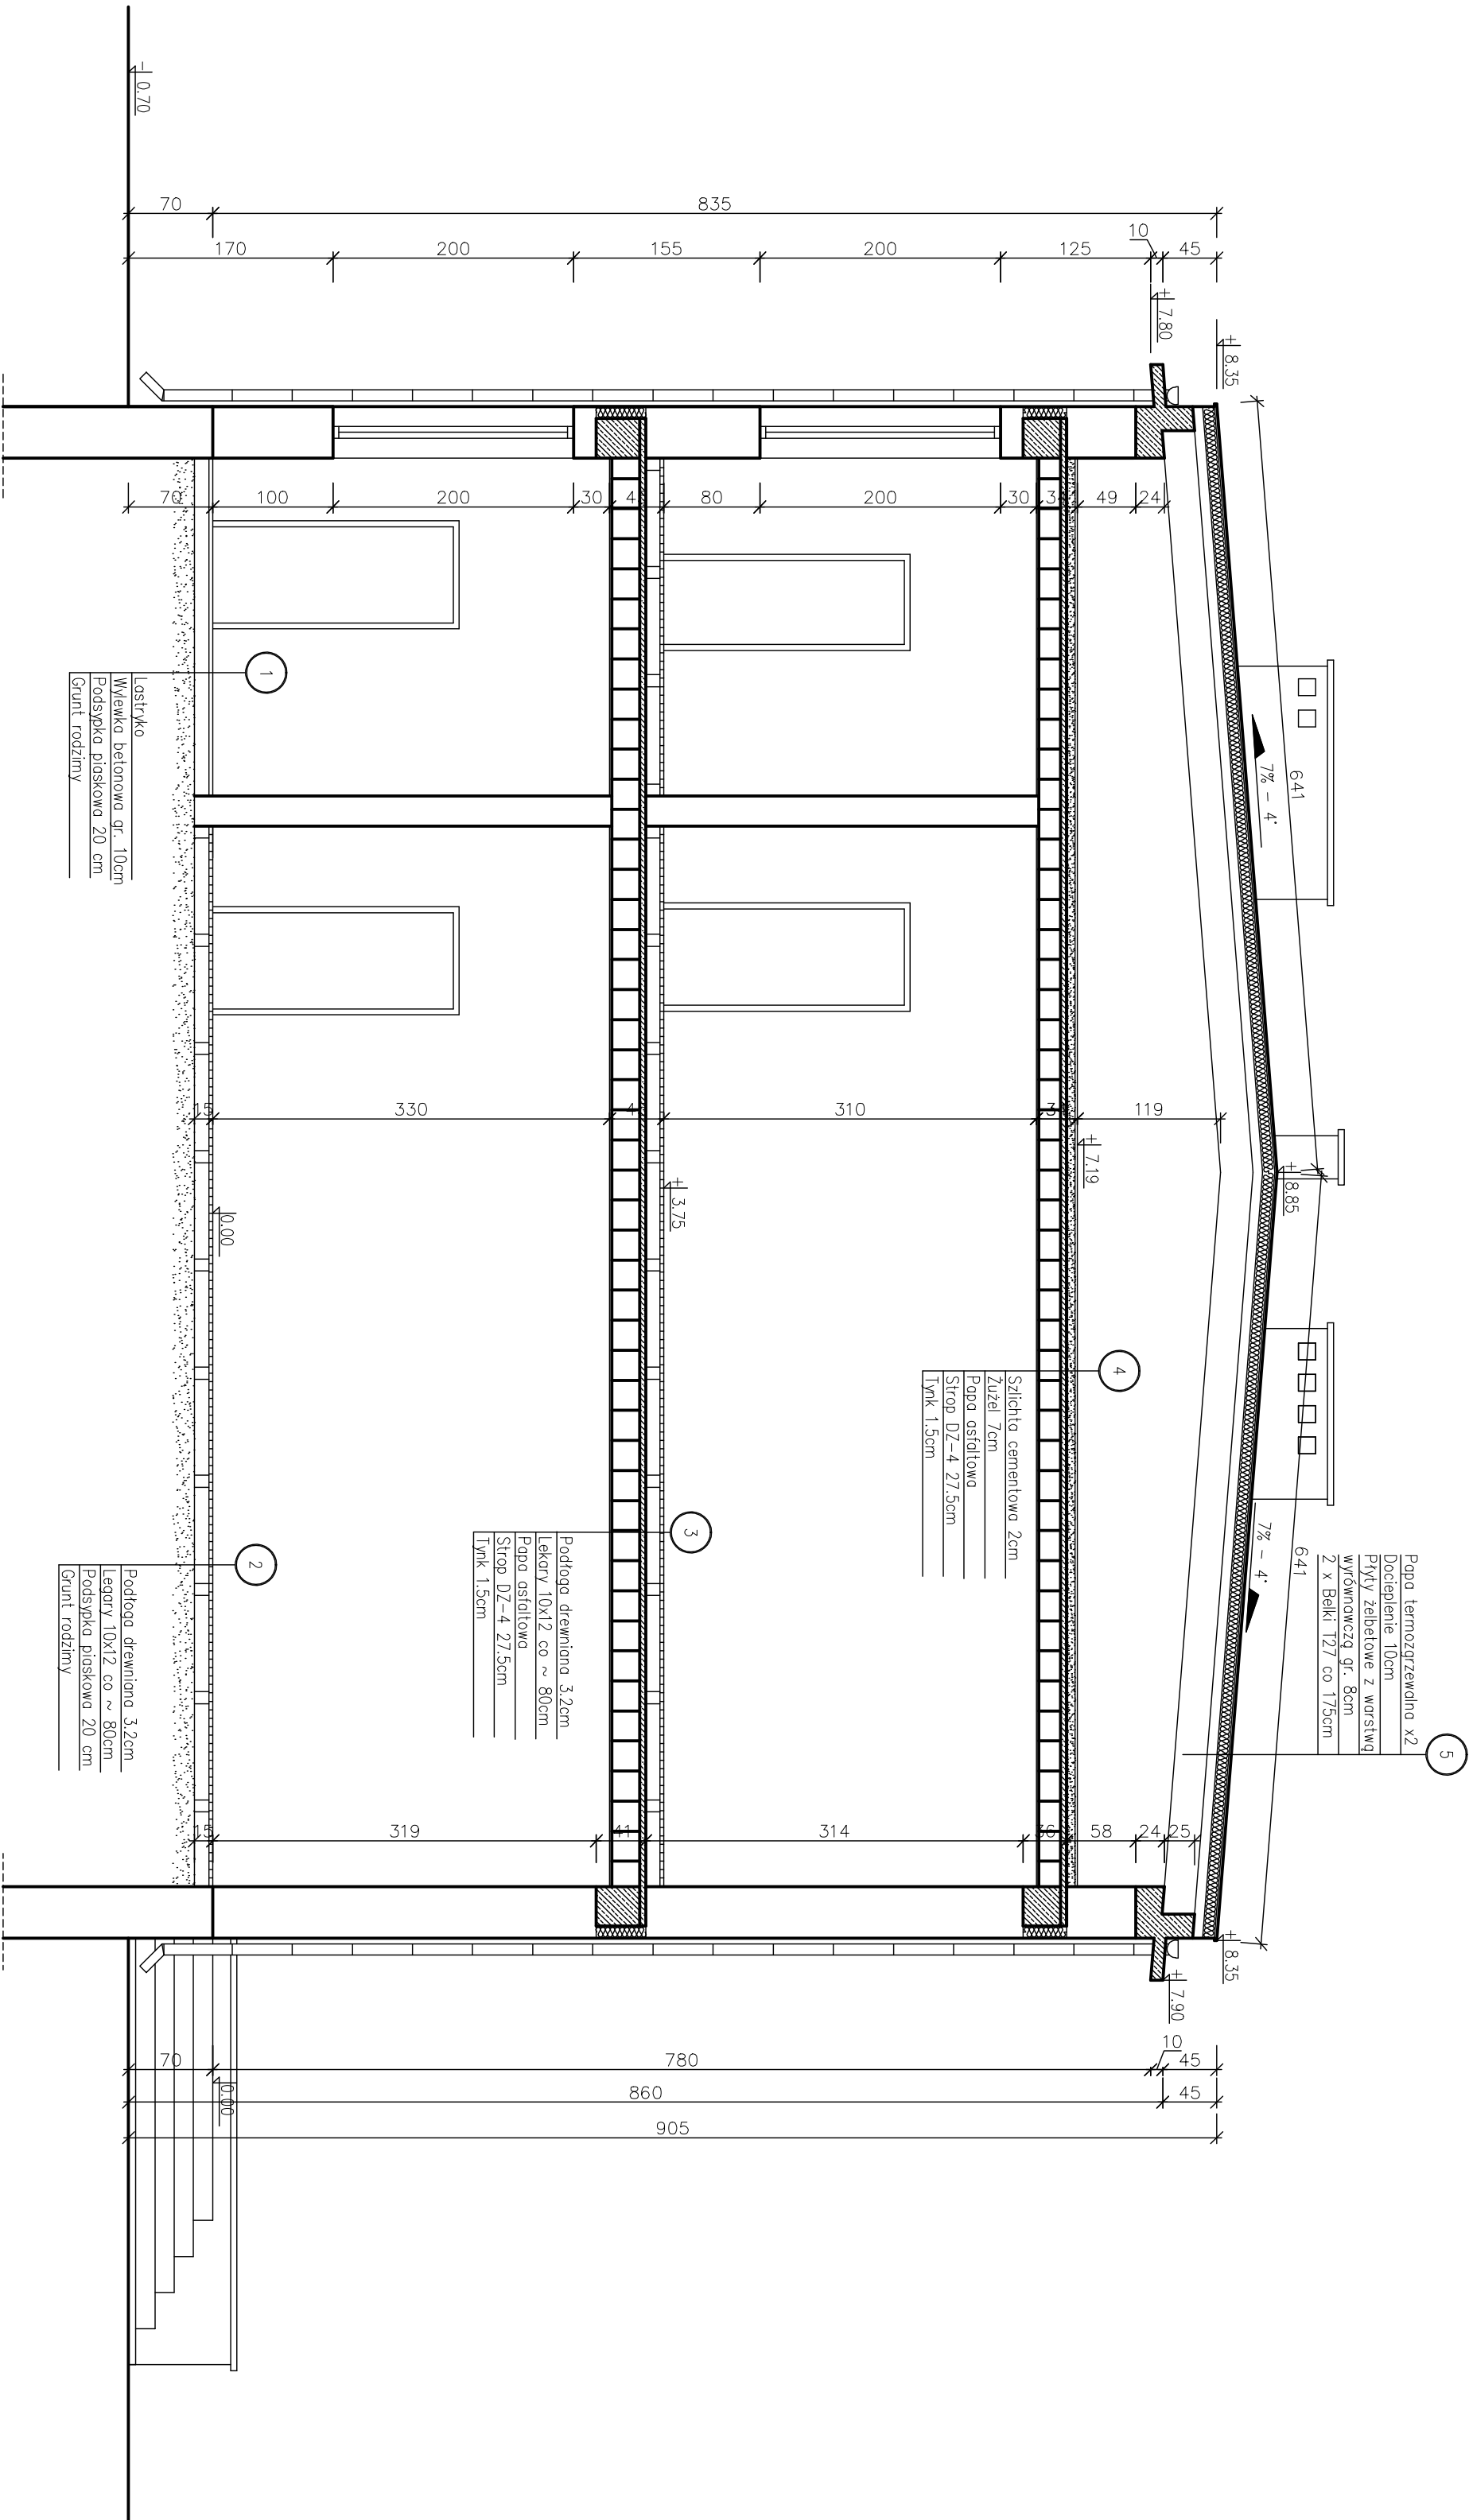 - 0.70
70
835
170
200
155
200
125
10
45
+ 7.80
+ 8.35
70
100
200
30
4
80
200
30
34
49
24
641
7% - 4°
1
Lastryko
Wylewka betonowa gr. 10cm
Podsypka piaskowa 20 cm
Grunt rodzimy
15
330
4
310
3
119
+ 7.19
+ 8.85
+ 3.75
0.00
4
Szlichta cementowa 2cm
Żużel 7cm
Papa asfaltowa
Strop DZ-4 27.5cm
Tynk 1.5cm
3
Podłoga drewniana 3.2cm
Lekary 10x12 co ~ 80cm
Papa asfaltowa
Strop DZ-4 27.5cm
Tynk 1.5cm
2
Podłoga drewniana 3.2cm
Legary 10x12 co ~ 80cm
Podsypka piaskowa 20 cm
Grunt rodzimy
7% - 4°
641
5
Papa termozgrzewalna x2
Docieplenie 10cm
Płyty żelbetowe z warstwą
wyrównawczą gr. 8cm
2 x Belki T27 co 175cm
15
319
41
314
36
58
24
25
+ 8.35
+ 7.90
70
780
10
45
0.00
860
45
905